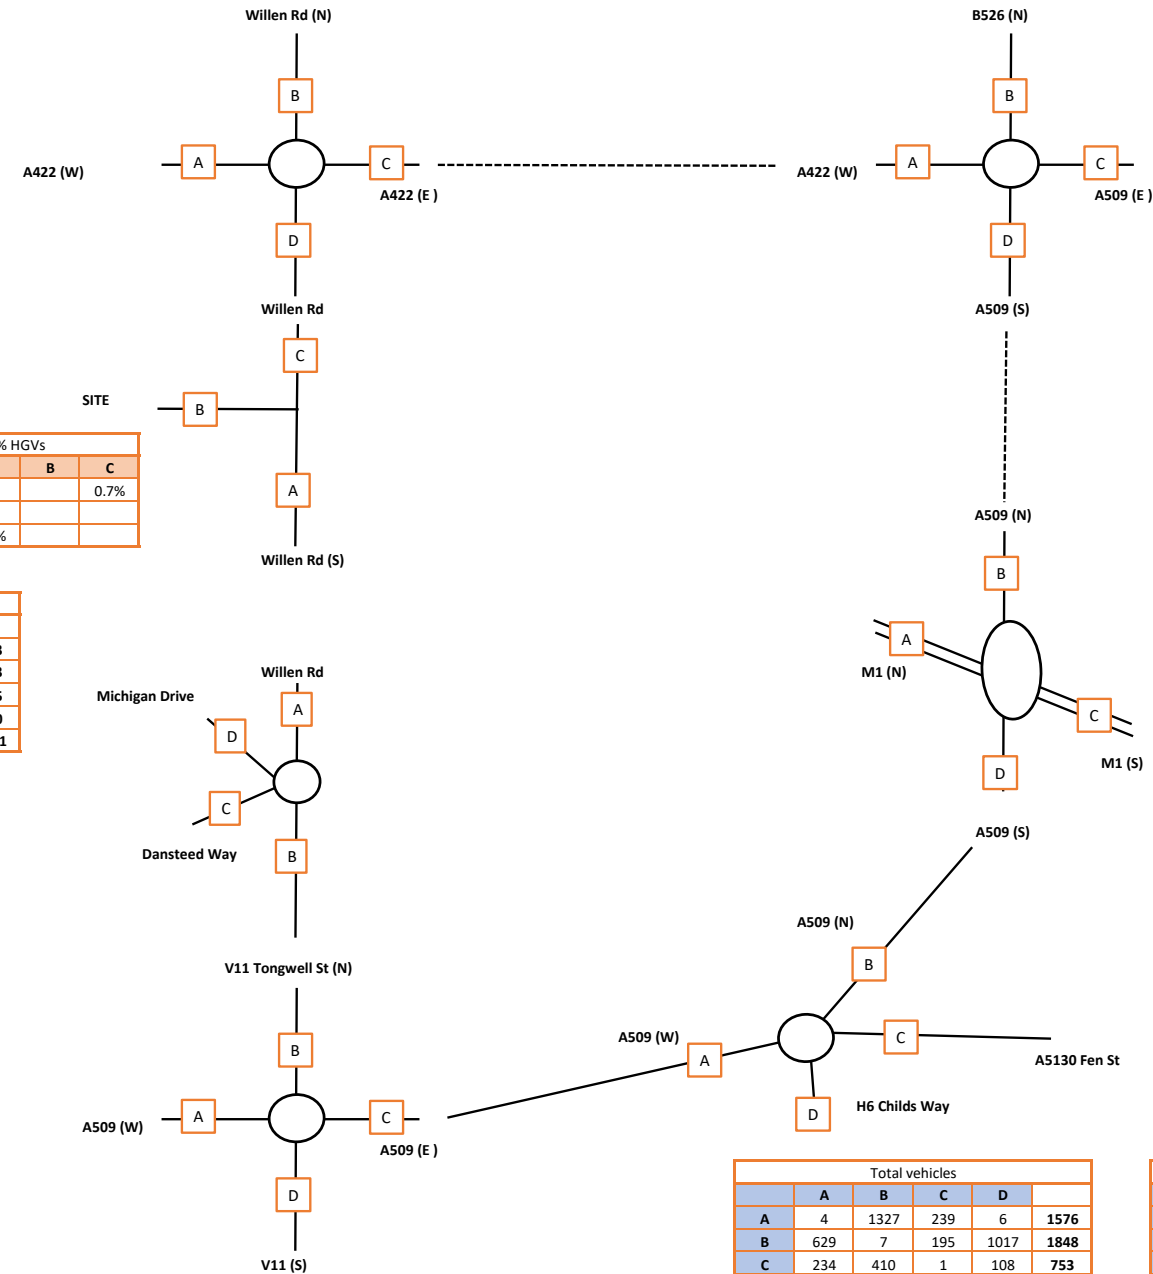 Willen Rd (N)
B526 (N)
B
B
A422 (W)
A
C
A422 (W)
A
C
A422 (E )
A509 (E )
D
D
Willen Rd
A509 (S)
C
SITE
B
% HGVs
B C
0.7%
%
A
Willen Rd (S)
A509 (N)
B
A
M1 (N)
C
M1 (S)
D
A509 (S)
Willen Rd
Michigan Drive
A
D
C
Dansteed Way
B
V11 Tongwell St (N)
A509 (N)
B
B
A509 (W)
A
C
A5130 Fen St
D
H6 Childs Way
A509 (W)
A
C
A509 (E )
D
V11 (S)
Total vehicles
A B C D
A 4 1327 239 6 1576
B 629 7 195 1017 1848
C 234 410 1 108 753